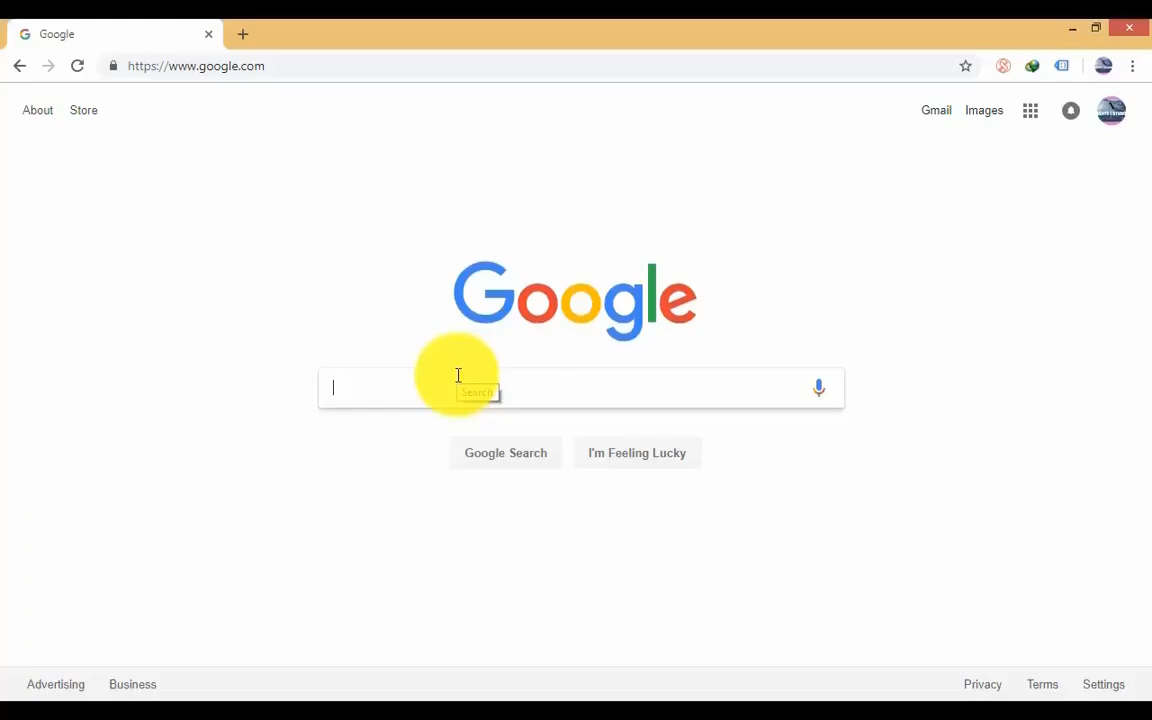 Google
https://www.google.com
About Store
Gmail Images
Google
Search
Google Search I'm Feeling Lucky
Advertising Business
Privacy Terms Settings